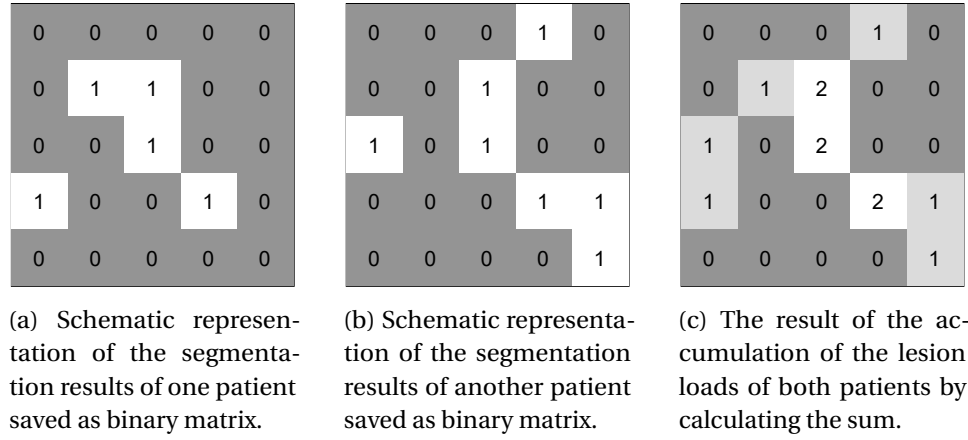 0 0 0 0 0
0 1 1 0 0
0 0 1 0 0
1 0 0 1 0
0 0 0 0 0
(a) Schematic represen-
tation of the segmenta-
tion results of one patient
saved as binary matrix.
0 0 0 1 0
0 0 1 0 0
1 0 1 0 0
0 0 0 1 1
0 0 0 0 1
(b) Schematic representa-
tion of the segmentation
results of another patient
saved as binary matrix.
0 0 0 1 0
0 1 2 0 0
1 0 2 0 0
1 0 0 2 1
0 0 0 0 1
(c) The result of the ac-
cumulation of the lesion
loads of both patients by
calculating the sum.